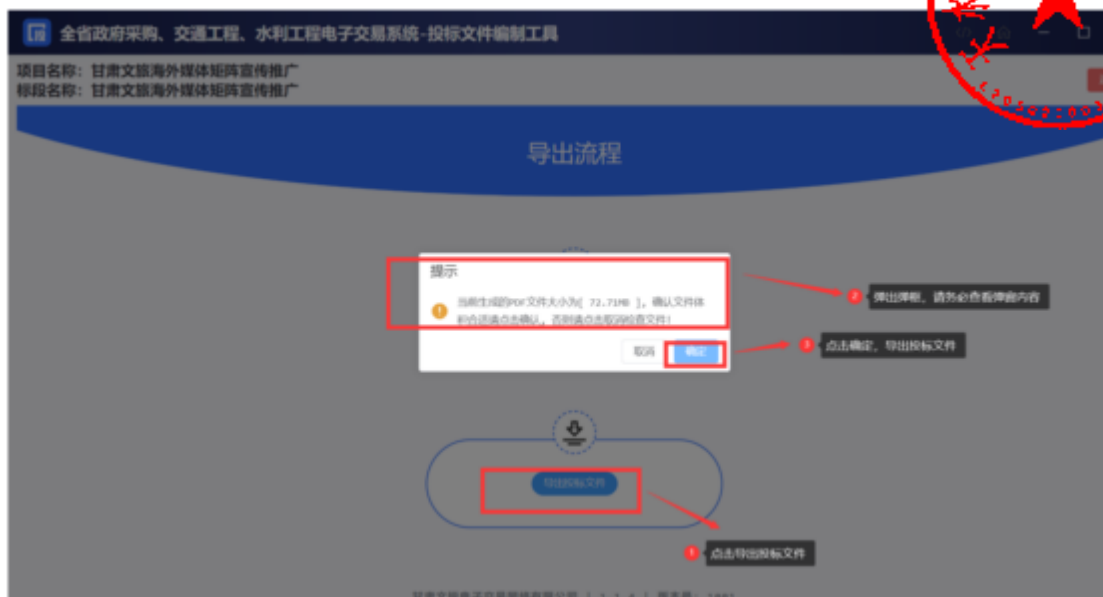 全省政府采购、交通工程、水利工程电子交易系统-投标文件编制工具
项目名称：甘肃文旅海外媒体矩阵宣传推广
标段名称：甘肃文旅海外媒体矩阵宣传推广
导出流程
提示
当前生成的PDF文件大小为[ 72.71MB ]，确认文件体
积合适请点击确认，否则请点击取消检查文件！
取消 确定
2 弹出弹框，请务必查看弹窗内容
3 点击确定，导出投标文件
导出投标文件
1 点击导出投标文件